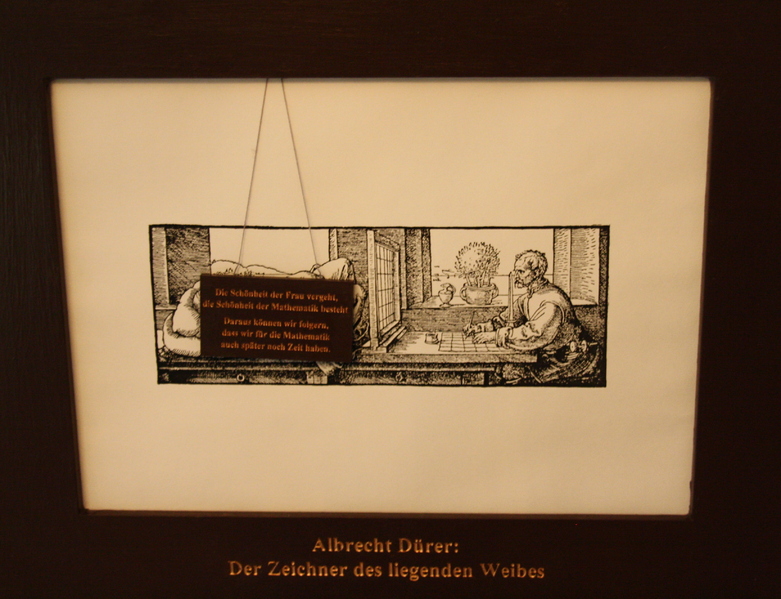 Die Schönheit der Frau vergeht,
die Schönheit der Mathematik besteht
Daraus können wir folgern,
dass wir für die Mathematik
auch später noch Zeit haben.
Albrecht Dürer:
Der Zeichner des liegenden Weibes